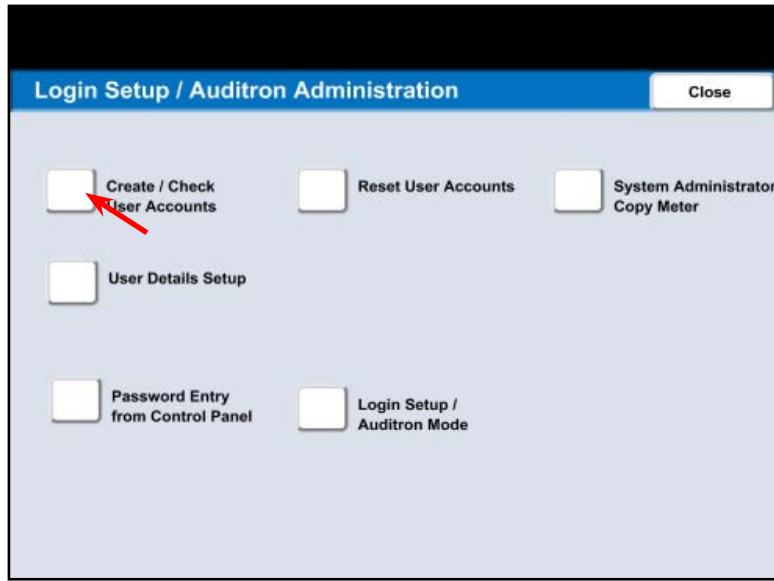 Login Setup / Auditron Administration
Close
Create / Check
User Accounts
Reset User Accounts
System Administrator
Copy Meter
User Details Setup
Password Entry
from Control Panel
Login Setup /
Auditron Mode